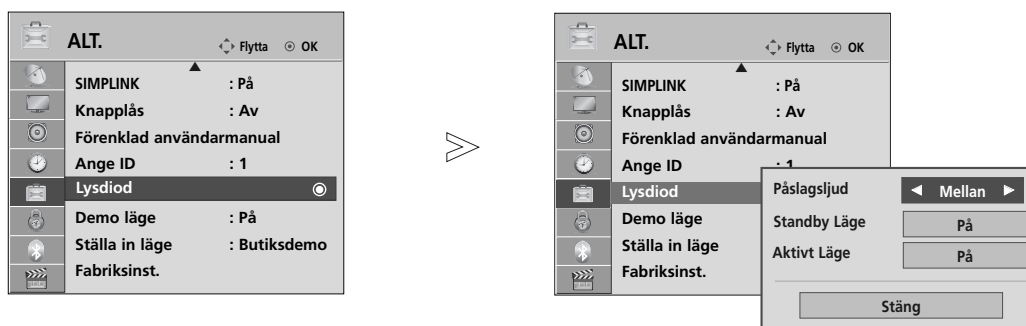 ALT.
Flytta OK
SIMPLINK : På
Knapplås : Av
Förenklad användarmanual
Ange ID : 1
Lysdiod
Demo läge : På
Ställa in läge : Butiksdemo
Fabriksinst.
ALT.
Flytta OK
SIMPLINK : På
Knapplås : Av
Förenklad användarmanual
Ange ID : 1
Lysdiod
Demo läge
Ställa in läge
Fabriksinst.
Påslagsljud Mellan
Standby Läge På
Aktivt Läge På
Stäng